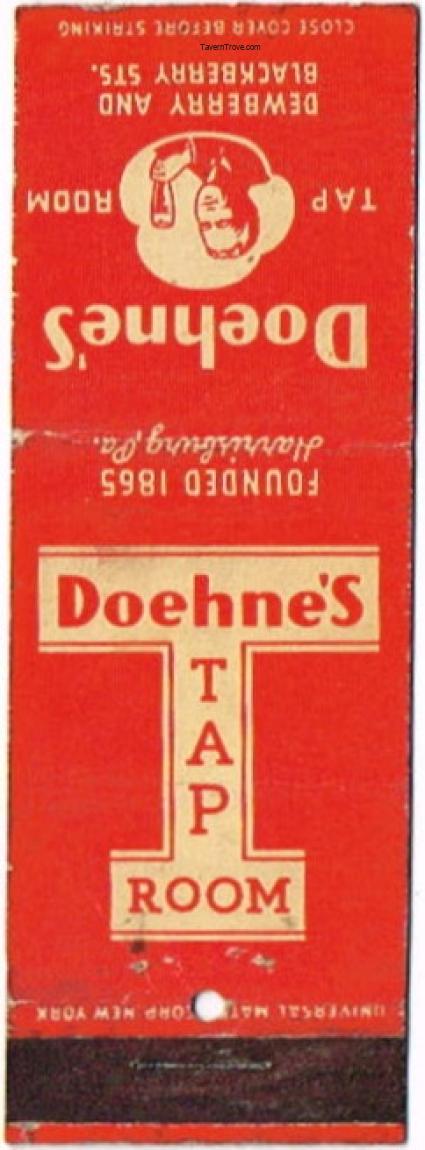 TavernTrove.com
FOUNDED 1865
Harrisburg, Pa.
Doehne'S
TAP ROOM
DEWBERRY AND
BLACKBERRY STS.
CLOSE COVER BEFORE STRIKING
Doehne'S
TAP
ROOM
UNIVERSAL CORP NEW YORK